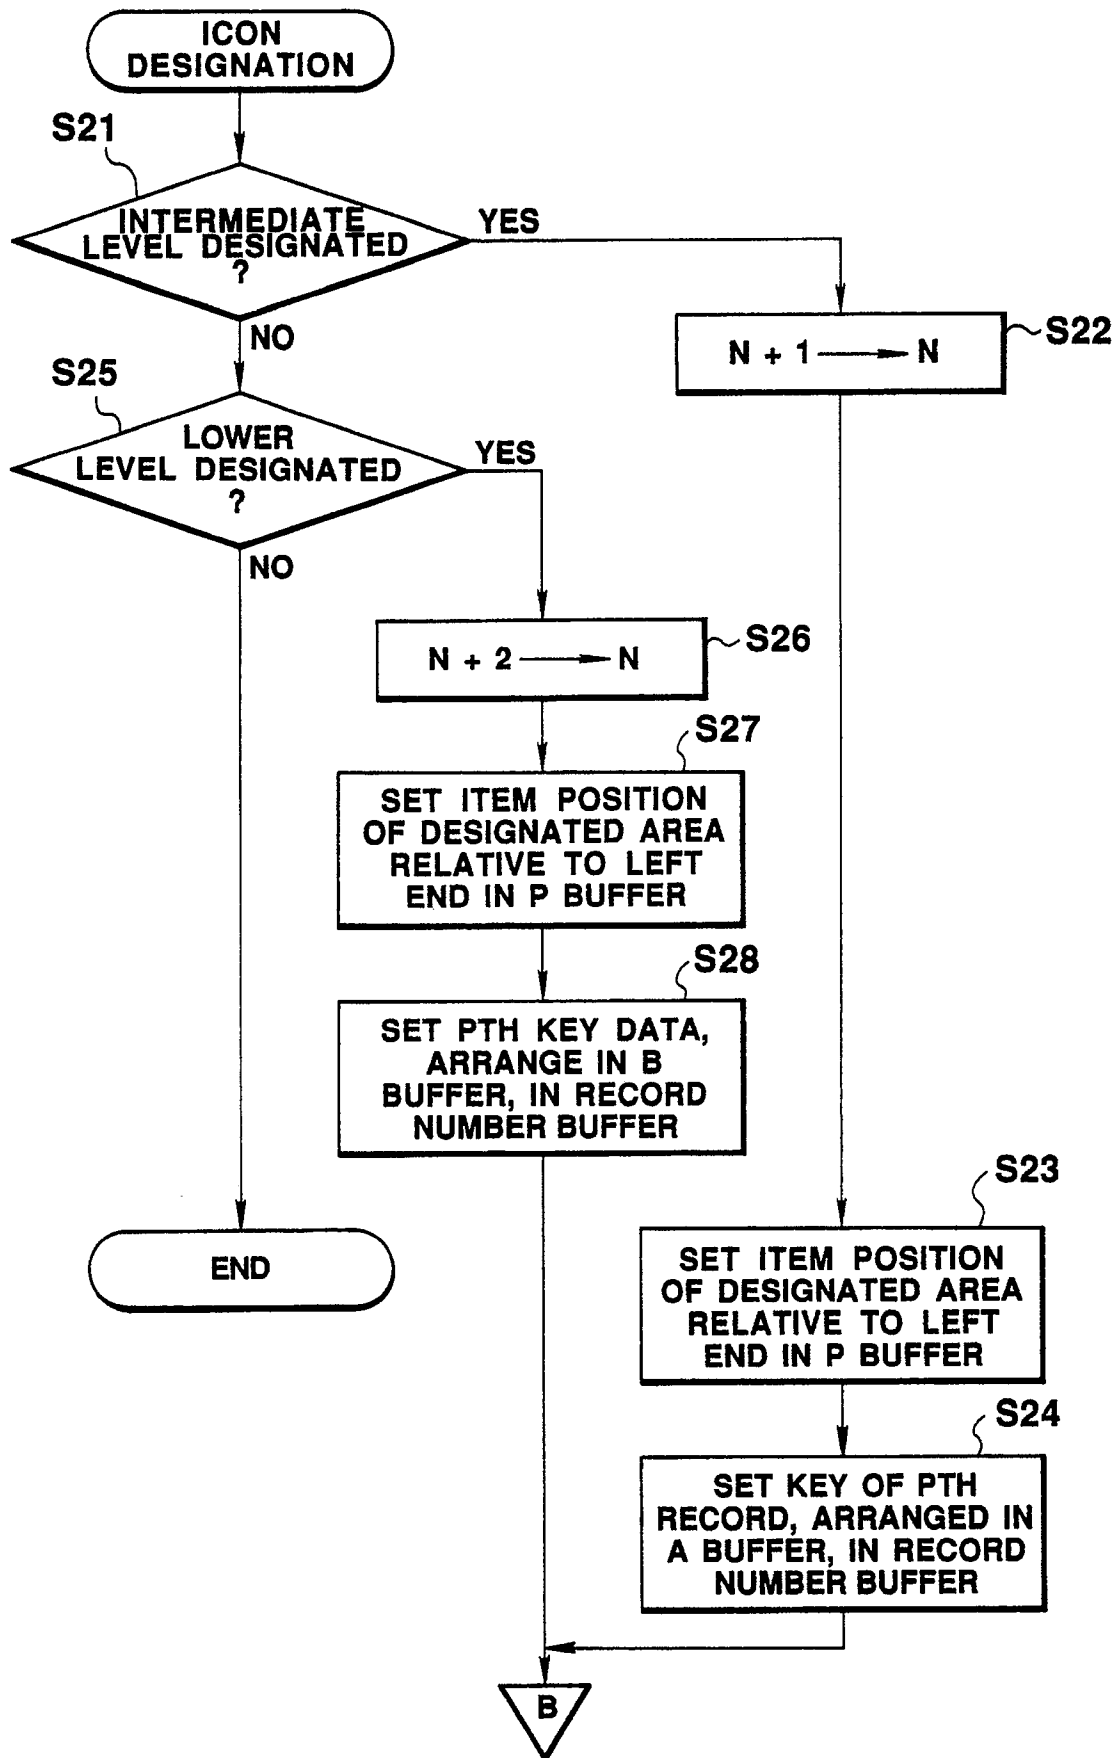 ICON
DESIGNATION
S21
INTERMEDIATE
LEVEL DESIGNATED
?
YES
NO
S22
N + 1 → N
S25
LOWER
LEVEL DESIGNATED
?
YES
NO
S26
N + 2 → N
S27
SET ITEM POSITION
OF DESIGNATED AREA
RELATIVE TO LEFT
END IN P BUFFER
S28
SET PTH KEY DATA,
ARRANGE IN B
BUFFER, IN RECORD
NUMBER BUFFER
S23
SET ITEM POSITION
OF DESIGNATED AREA
RELATIVE TO LEFT
END IN P BUFFER
END
S24
SET KEY OF PTH
RECORD, ARRANGED IN
A BUFFER, IN RECORD
NUMBER BUFFER
B